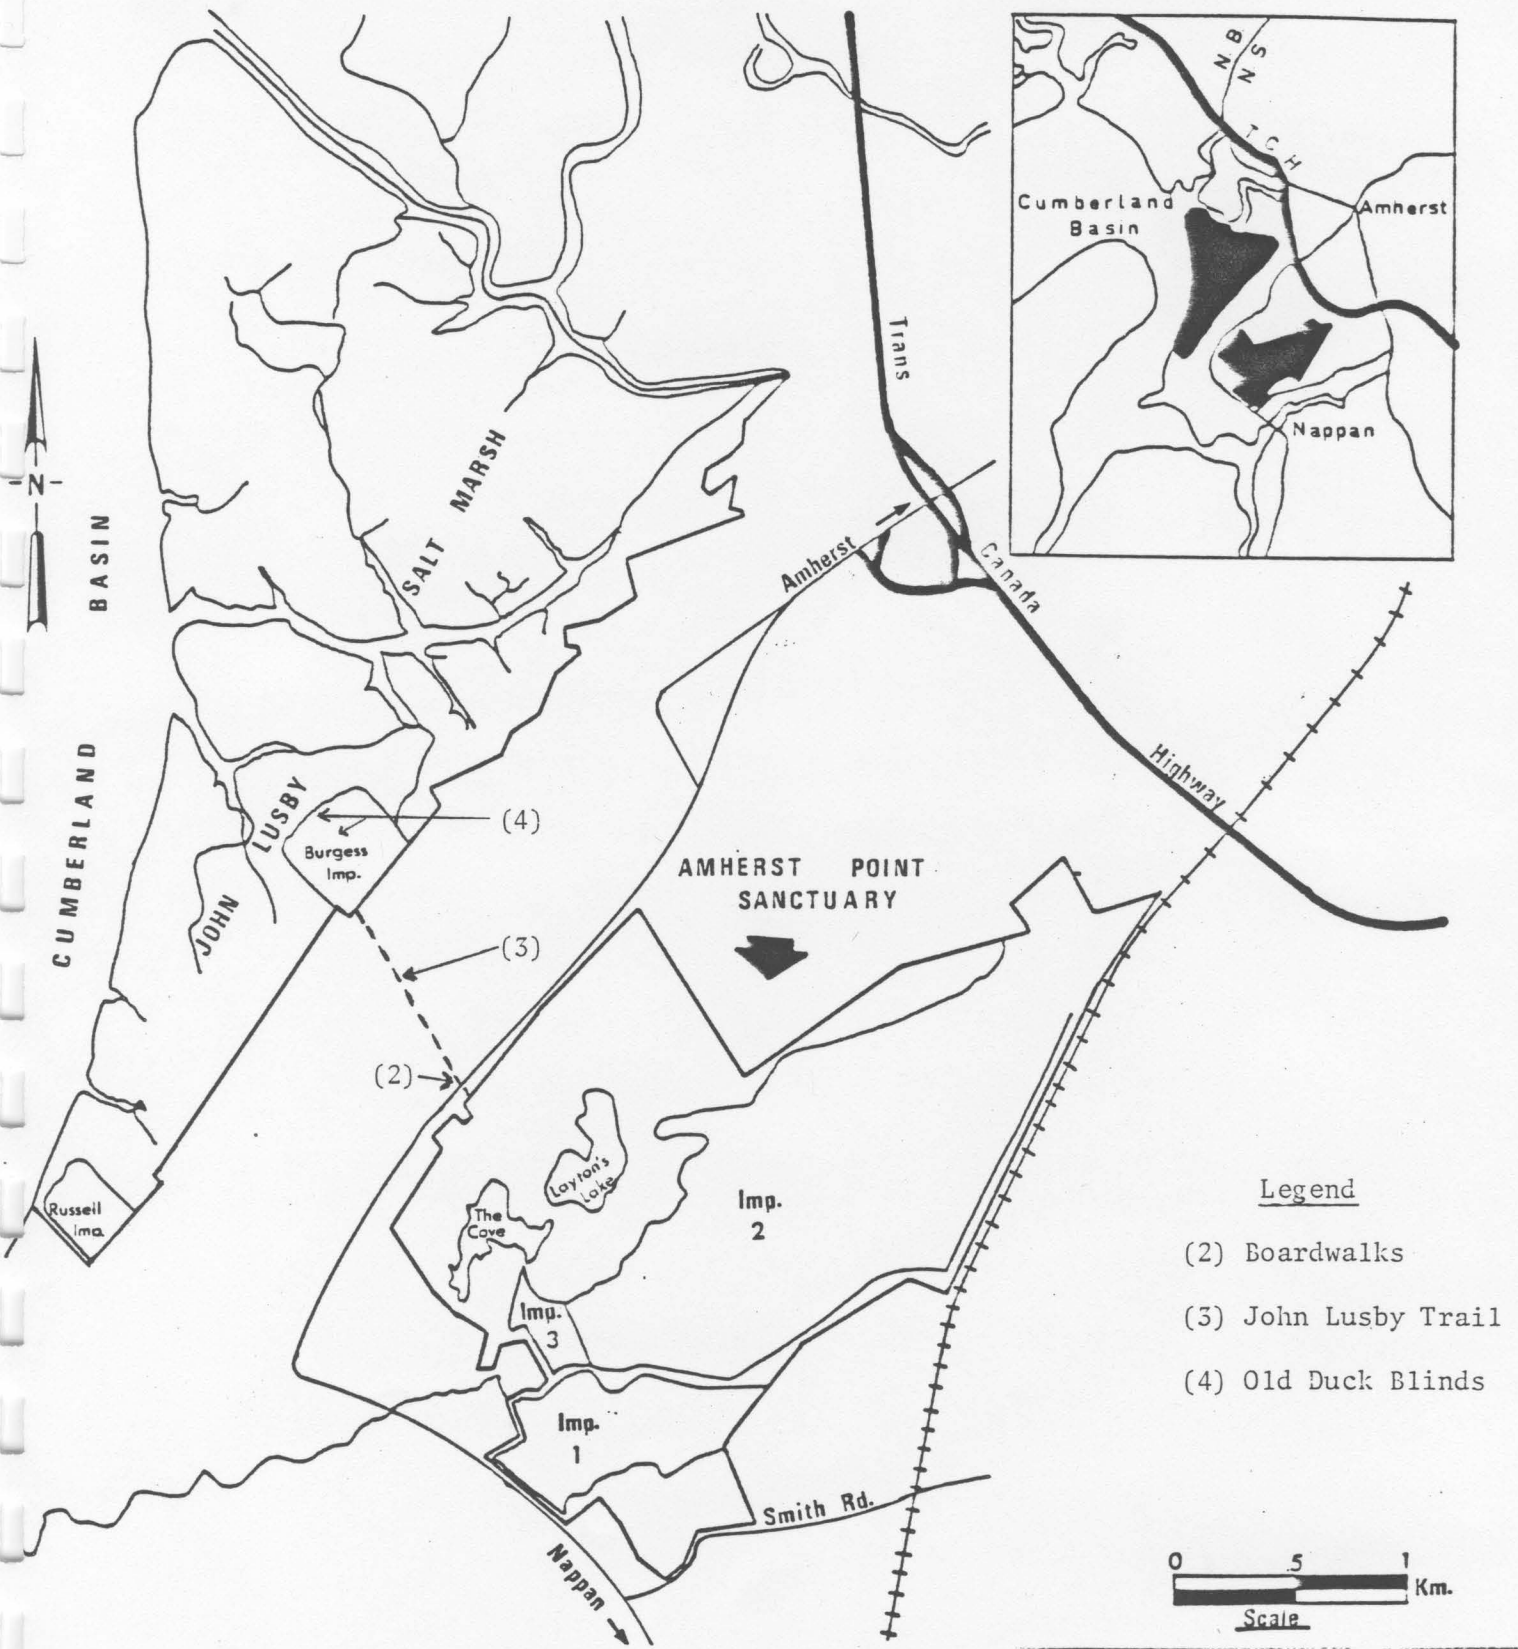 N B
N S
T C H
Cumberland
Basin
Amherst
Nappan
Trans
Canada
Highway
Amherst
-N-
CUMBERLAND BASIN
JOHN LUSBY SALT MARSH
(4)
Burgess
Imp.
(3)
(2)
AMHERST POINT
SANCTUARY
Layton's
Lake
The
Cove
Imp.
2
Imp.
3
Imp.
1
Russell
Imp.
Smith Rd.
Nappan
Legend
(2) Boardwalks
(3) John Lusby Trail
(4) Old Duck Blinds
0 .5 1
Km.
Scale